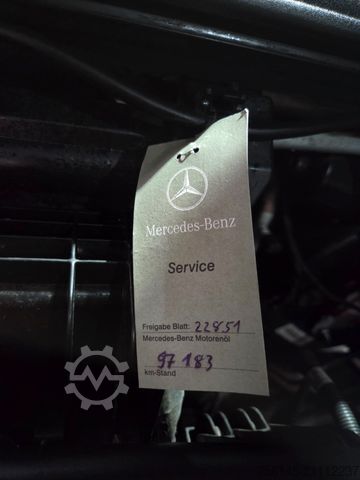 Mercedes-Benz
Service
Freigabe Blatt: 22851
Mercedes-Benz Motorenöl
97 183
km-Stand